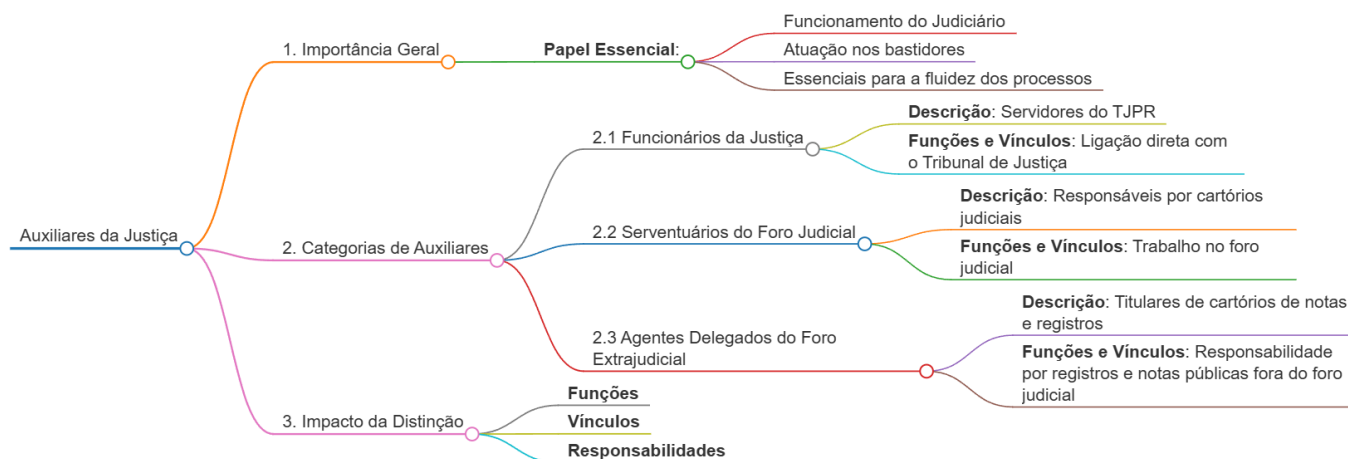 Auxiliares da Justiça
1. Importância Geral
Papel Essencial:
Funcionamento do Judiciário
Atuação nos bastidores
Essenciais para a fluidez dos processos
2. Categorias de Auxiliares
2.1 Funcionários da Justiça
Descrição: Servidores do TJPR
Funções e Vínculos: Ligação direta com
o Tribunal de Justiça
2.2 Serventuários do Foro Judicial
Descrição: Responsáveis por cartórios
judiciais
Funções e Vínculos: Trabalho no foro
judicial
2.3 Agentes Delegados do Foro
Extrajudicial
Descrição: Titulares de cartórios de notas
e registros
Funções e Vínculos: Responsabilidade
por registros e notas públicas fora do foro
judicial
3. Impacto da Distinção
Funções
Vínculos
Responsabilidades